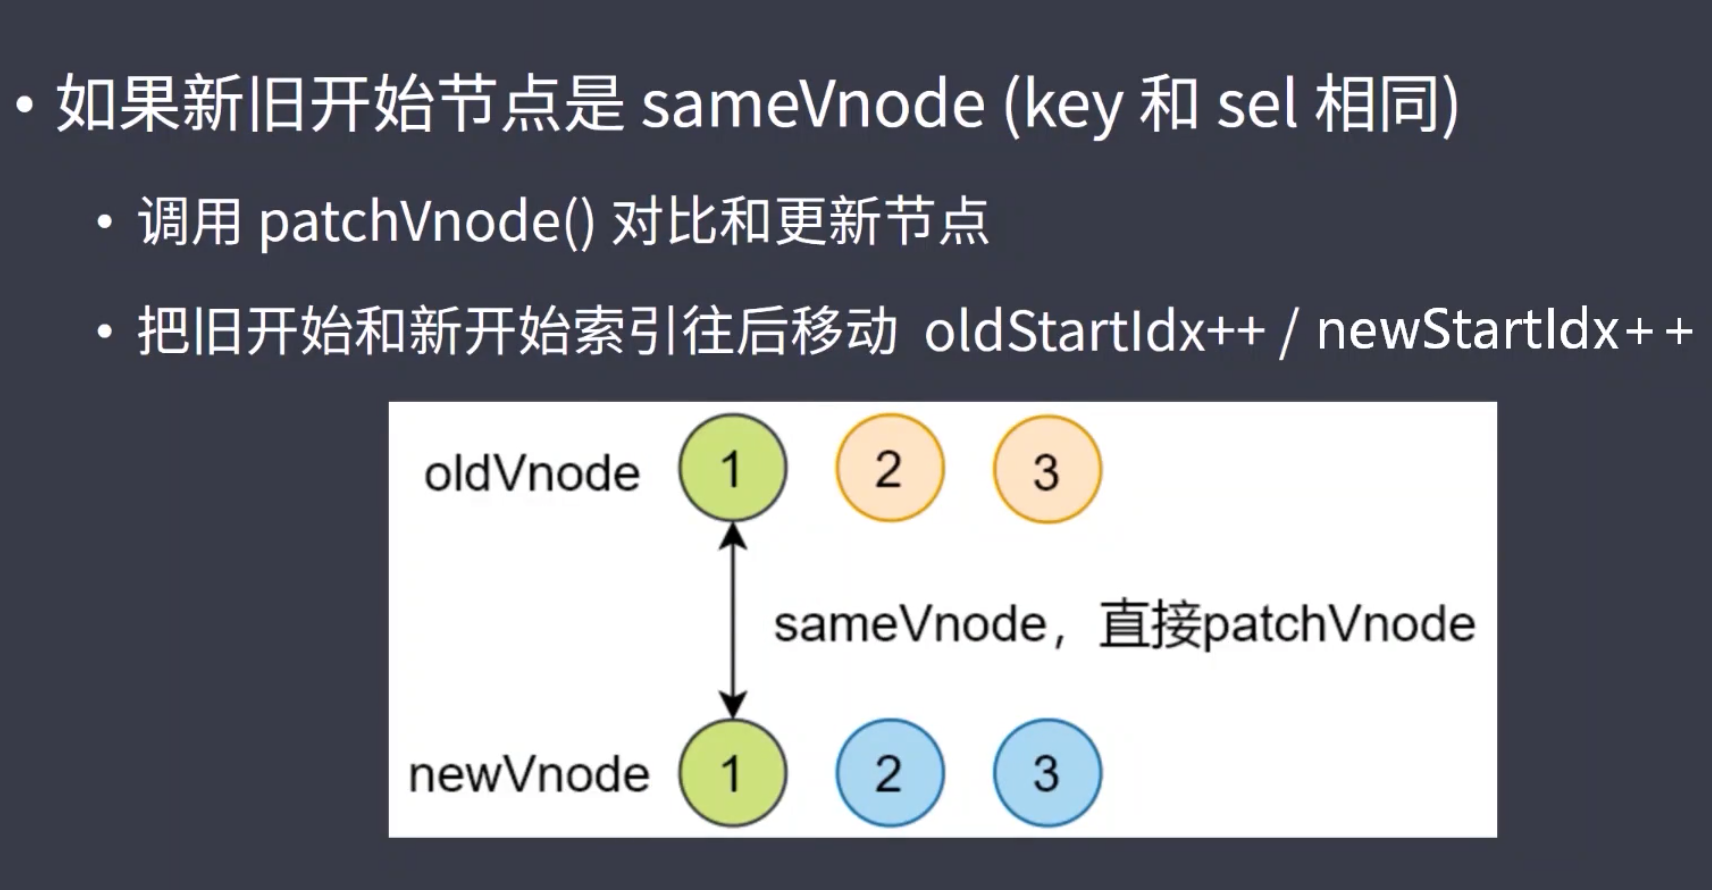 • 如果新旧开始节点是 sameVnode (key 和 sel 相同)
• 调用 patchVnode() 对比和更新节点
• 把旧开始和新开始索引往后移动 oldStartIdx++ / newStartIdx++
oldVnode 1 2 3
sameVnode，直接patchVnode
newVnode 1 2 3